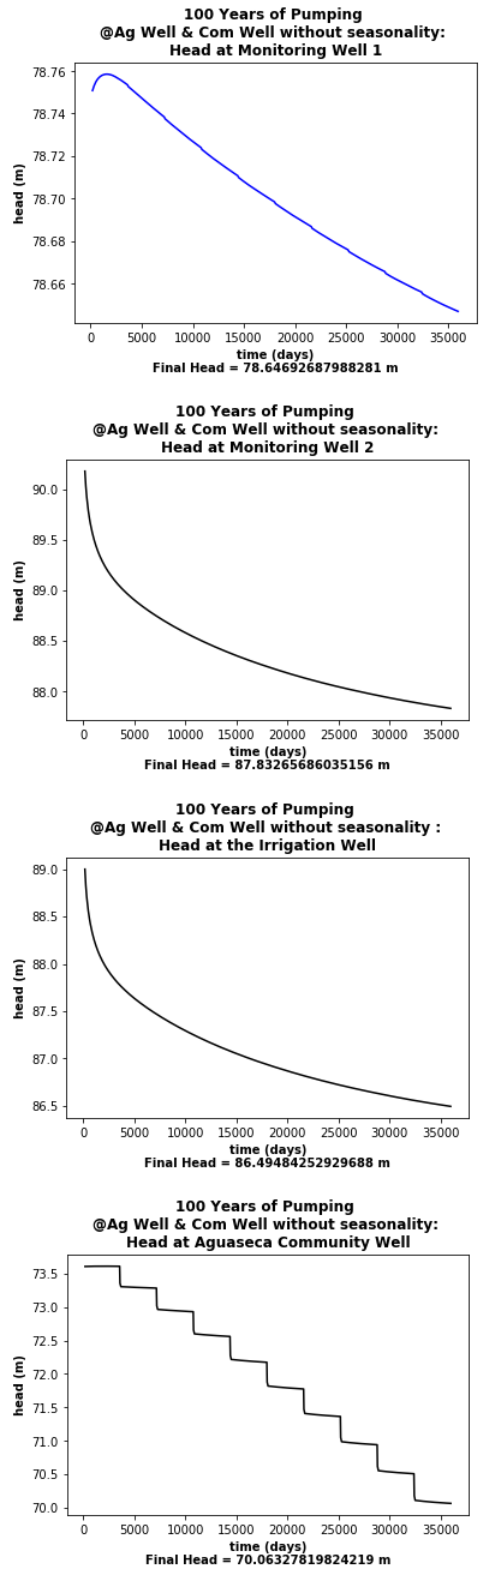 100 Years of Pumping
@Ag Well & Com Well without seasonality:
Head at Monitoring Well 1
78.76
78.74
78.72
78.70
78.68
78.66
head (m)
0 5000 10000 15000 20000 25000 30000 35000
time (days)
Final Head = 78.64692687988281 m
100 Years of Pumping
@Ag Well & Com Well without seasonality:
Head at Monitoring Well 2
90.0
89.5
89.0
88.5
88.0
head (m)
0 5000 10000 15000 20000 25000 30000 35000
time (days)
Final Head = 87.83265686035156 m
100 Years of Pumping
@Ag Well & Com Well without seasonality :
Head at the Irrigation Well
89.0
88.5
88.0
87.5
87.0
86.5
head (m)
0 5000 10000 15000 20000 25000 30000 35000
time (days)
Final Head = 86.49484252929688 m
100 Years of Pumping
@Ag Well & Com Well without seasonality:
Head at Aguaseca Community Well
73.5
73.0
72.5
72.0
71.5
71.0
70.5
70.0
head (m)
0 5000 10000 15000 20000 25000 30000 35000
time (days)
Final Head = 70.06327819824219 m